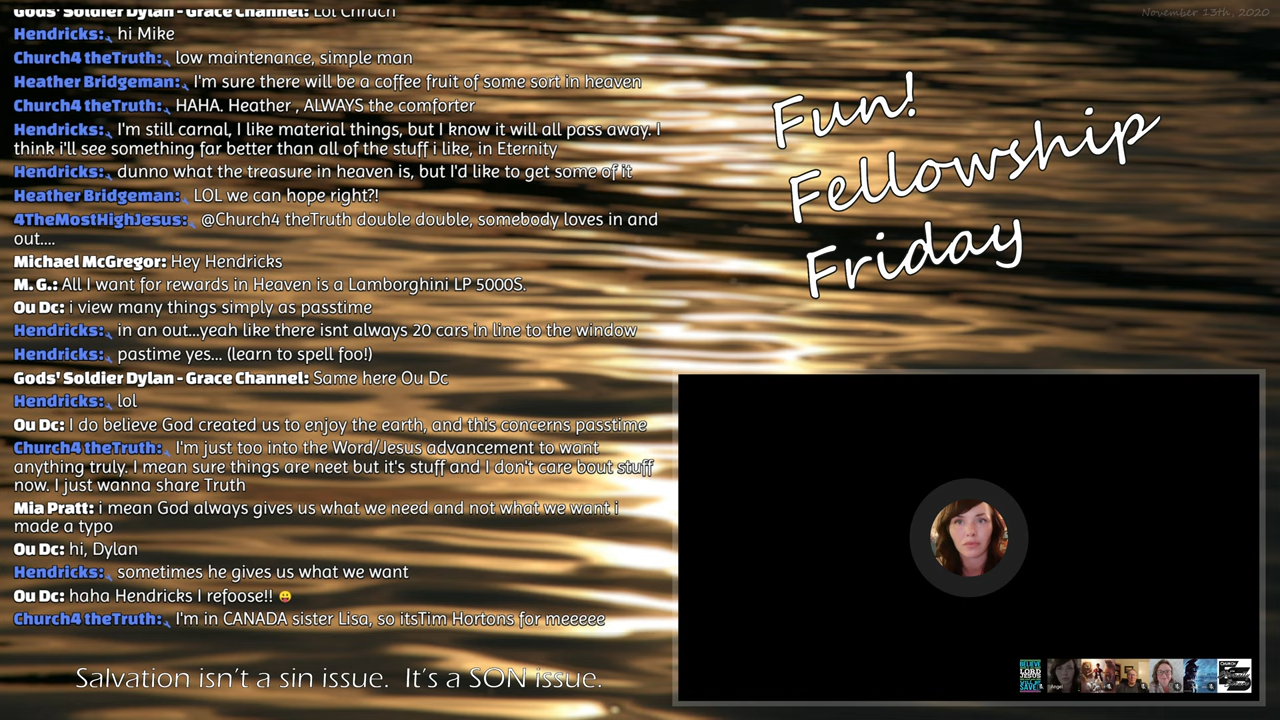 Gods' Soldier Dylan - Grace Channel: Lol Chruch
November 13th, 2020
Hendricks: hi Mike
Church4 theTruth: low maintenance, simple man
Heather Bridgeman: I'm sure there will be a coffee fruit of some sort in heaven
Church4 theTruth: HAHA. Heather , ALWAYS the comforter
Hendricks: I'm still carnal, I like material things, but I know it will all pass away. I
think i'll see something far better than all of the stuff i like, in Eternity
Hendricks: dunno what the treasure in heaven is, but I'd like to get some of it
Heather Bridgeman: LOL we can hope right?!
4TheMostHighJesus: @Church4 theTruth double double, somebody loves in and
out....
Michael McGregor: Hey Hendricks
M. G.: All I want for rewards in Heaven is a Lamborghini LP 5000S.
Ou Dc: i view many things simply as passtime
Hendricks: in an out...yeah like there isnt always 20 cars in line to the window
Hendricks: pastime yes... (learn to spell foo!)
Gods' Soldier Dylan - Grace Channel: Same here Ou Dc
Hendricks: lol
Ou Dc: I do believe God created us to enjoy the earth, and this concerns passtime
Church4 theTruth: I'm just too into the Word/Jesus advancement to want
anything truly. I mean sure things are neet but it's stuff and I don't care bout stuff
now. I just wanna share Truth
Mia Pratt: i mean God always gives us what we need and not what we want i
made a typo
Ou Dc: hi, Dylan
Hendricks: sometimes he gives us what we want
Ou Dc: haha Hendricks I refoose!! 😛
Church4 theTruth: I'm in CANADA sister Lisa, so itsTim Hortons for meeeee
Salvation isn't a sin issue. It's a SON issue.
Fun!
Fellowship
Friday
BELIEVE
LORD
JESUS
SAVE
Angel
CHURCH